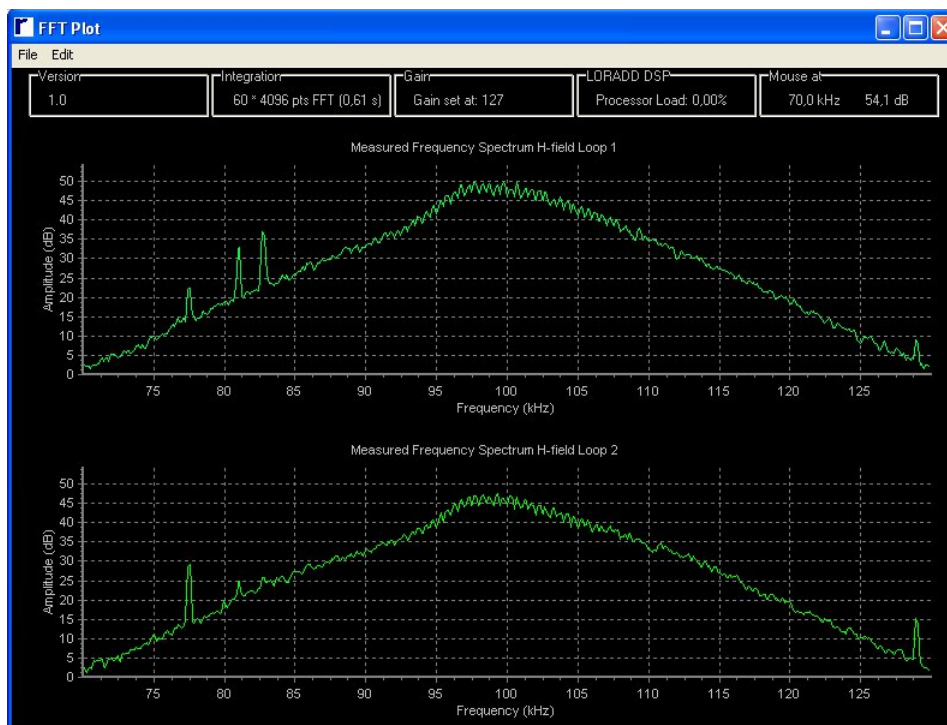 FFT Plot
File Edit
Version
1.0
Integration
60 * 4096 pts FFT (0,61 s)
Gain
Gain set at: 127
LORADD DSP
Processor Load: 0,00%
Mouse at
70,0 kHz 54,1 dB
Measured Frequency Spectrum H-field Loop 1
Amplitude (dB)
50
45
40
35
30
25
20
15
10
5
0
75 80 85 90 95 100 105 110 115 120 125
Frequency (kHz)
Measured Frequency Spectrum H-field Loop 2
Amplitude (dB)
50
45
40
35
30
25
20
15
10
5
0
75 80 85 90 95 100 105 110 115 120 125
Frequency (kHz)